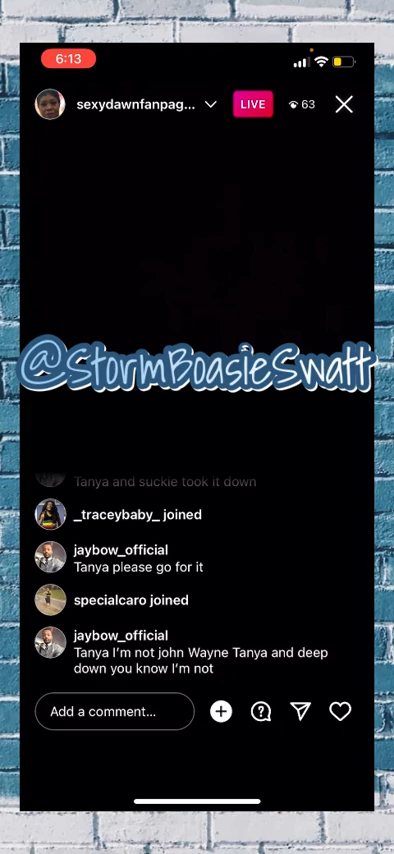 6:13
sexydawnfanpag...
LIVE
63
@StormBoasieSwatt
Tanya and suckie took it down
_traceybaby_ joined
jaybow_official
Tanya please go for it
specialcaro joined
jaybow_official
Tanya I'm not john Wayne Tanya and deep
down you know I'm not
Add a comment...